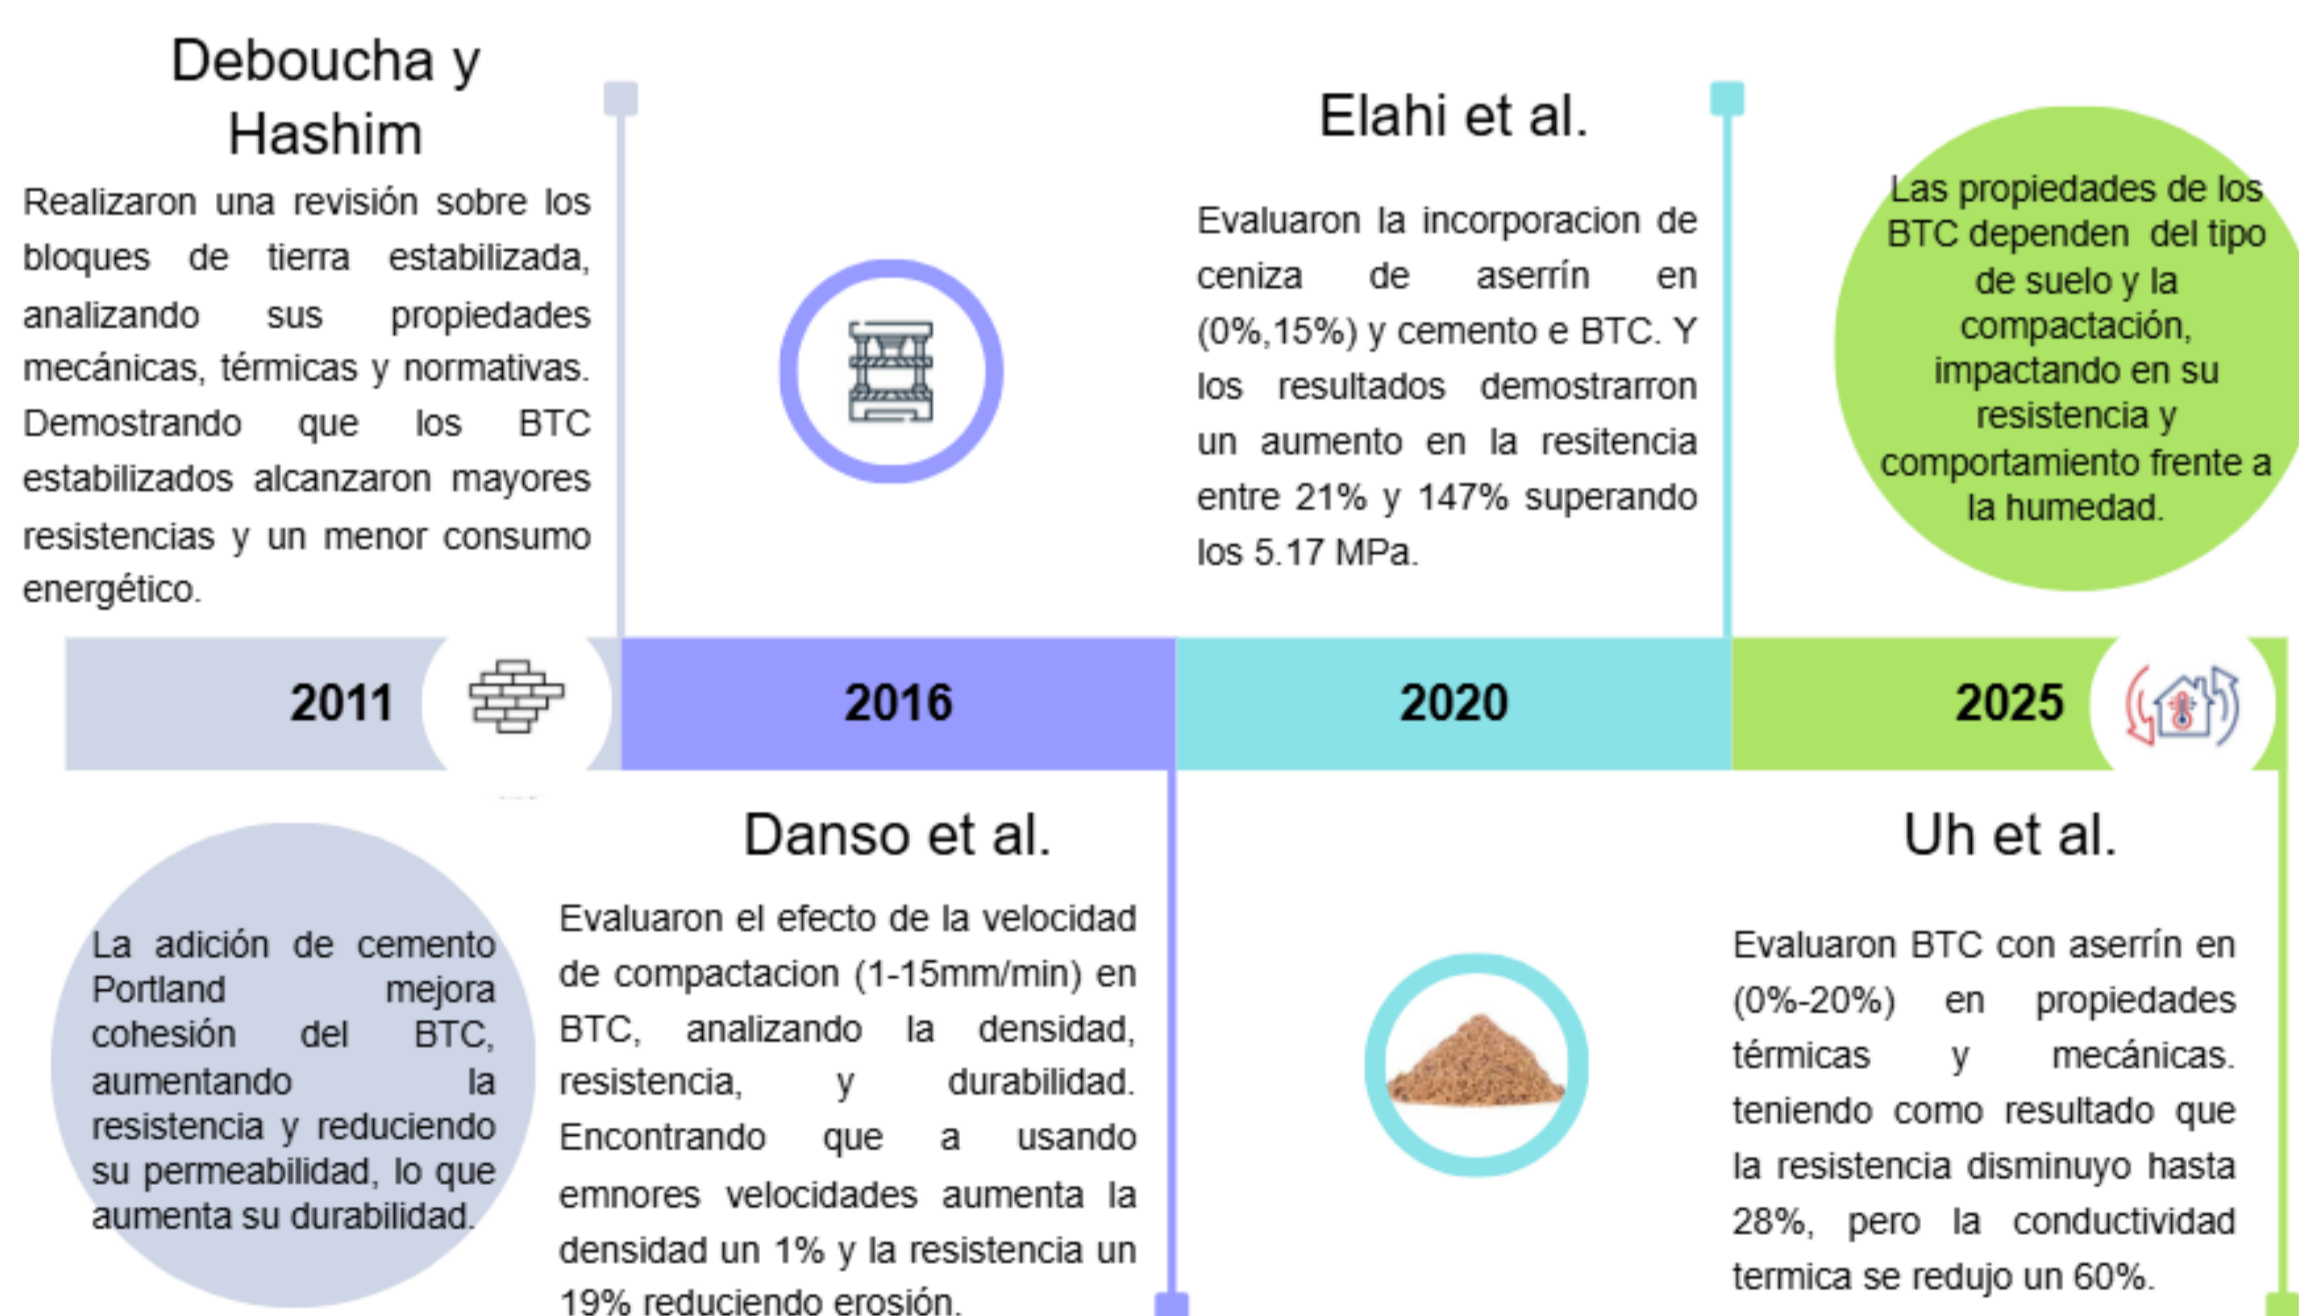 Deboucha y
Hashim
Realizaron una revisión sobre los
bloques de tierra estabilizada,
analizando sus propiedades
mecánicas, térmicas y normativas.
Demostrando que los BTC
estabilizados alcanzaron mayores
resistencias y un menor consumo
energético.
Elahi et al.
Evaluaron la incorporacion de
ceniza de aserrín en
(0%,15%) y cemento e BTC. Y
los resultados demostrarron
un aumento en la resitencia
entre 21% y 147% superando
los 5.17 MPa.
Las propiedades de los
BTC dependen del tipo
de suelo y la
compactación,
impactando en su
resistencia y
comportamiento frente a
la humedad.
2011
2016
2020
2025
La adición de cemento
Portland mejora
cohesión del BTC,
aumentando la
resistencia y reduciendo
su permeabilidad, lo que
aumenta su durabilidad.
Danso et al.
Evaluaron el efecto de la velocidad
de compactacion (1-15mm/min) en
BTC, analizando la densidad,
resistencia, y durabilidad.
Encontrando que a usando
emnores velocidades aumenta la
densidad un 1% y la resistencia un
19% reduciendo erosión.
Uh et al.
Evaluaron BTC con aserrín en
(0%-20%) en propiedades
térmicas y mecánicas.
teniendo como resultado que
la resistencia disminuyo hasta
28%, pero la conductividad
termica se redujo un 60%.